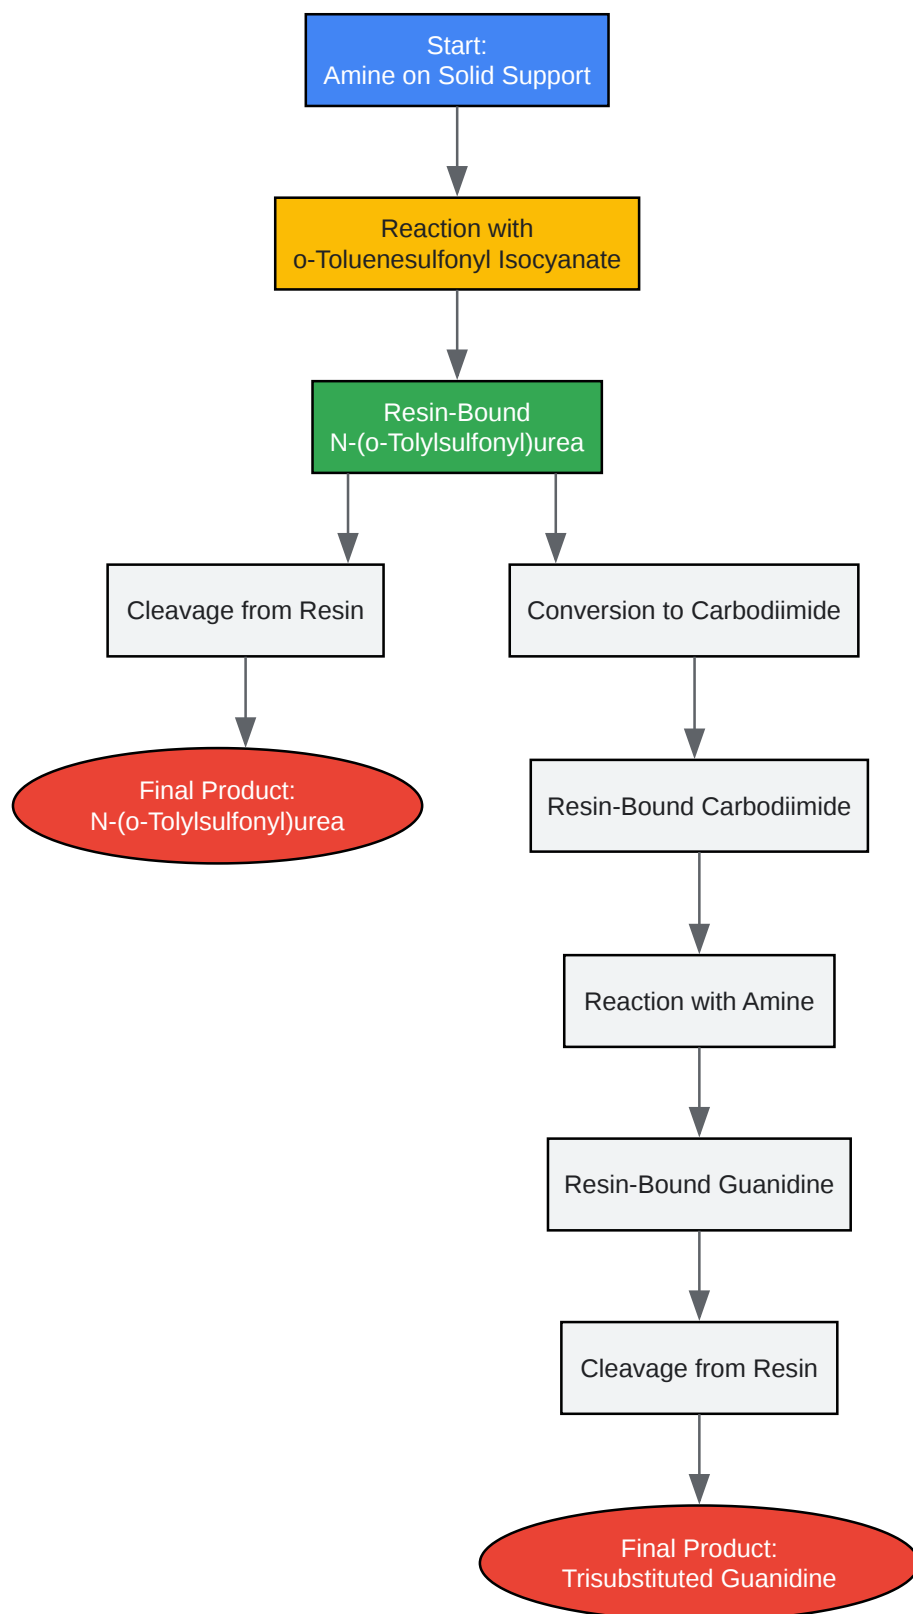 Start:
Amine on Solid Support
Reaction with
o-Toluenesulfonyl Isocyanate
Resin-Bound
N-(o-Tolylsulfonyl)urea
Cleavage from Resin
Conversion to Carbodiimide
Final Product:
N-(o-Tolylsulfonyl)urea
Resin-Bound Carbodiimide
Reaction with Amine
Resin-Bound Guanidine
Cleavage from Resin
Final Product:
Trisubstituted Guanidine